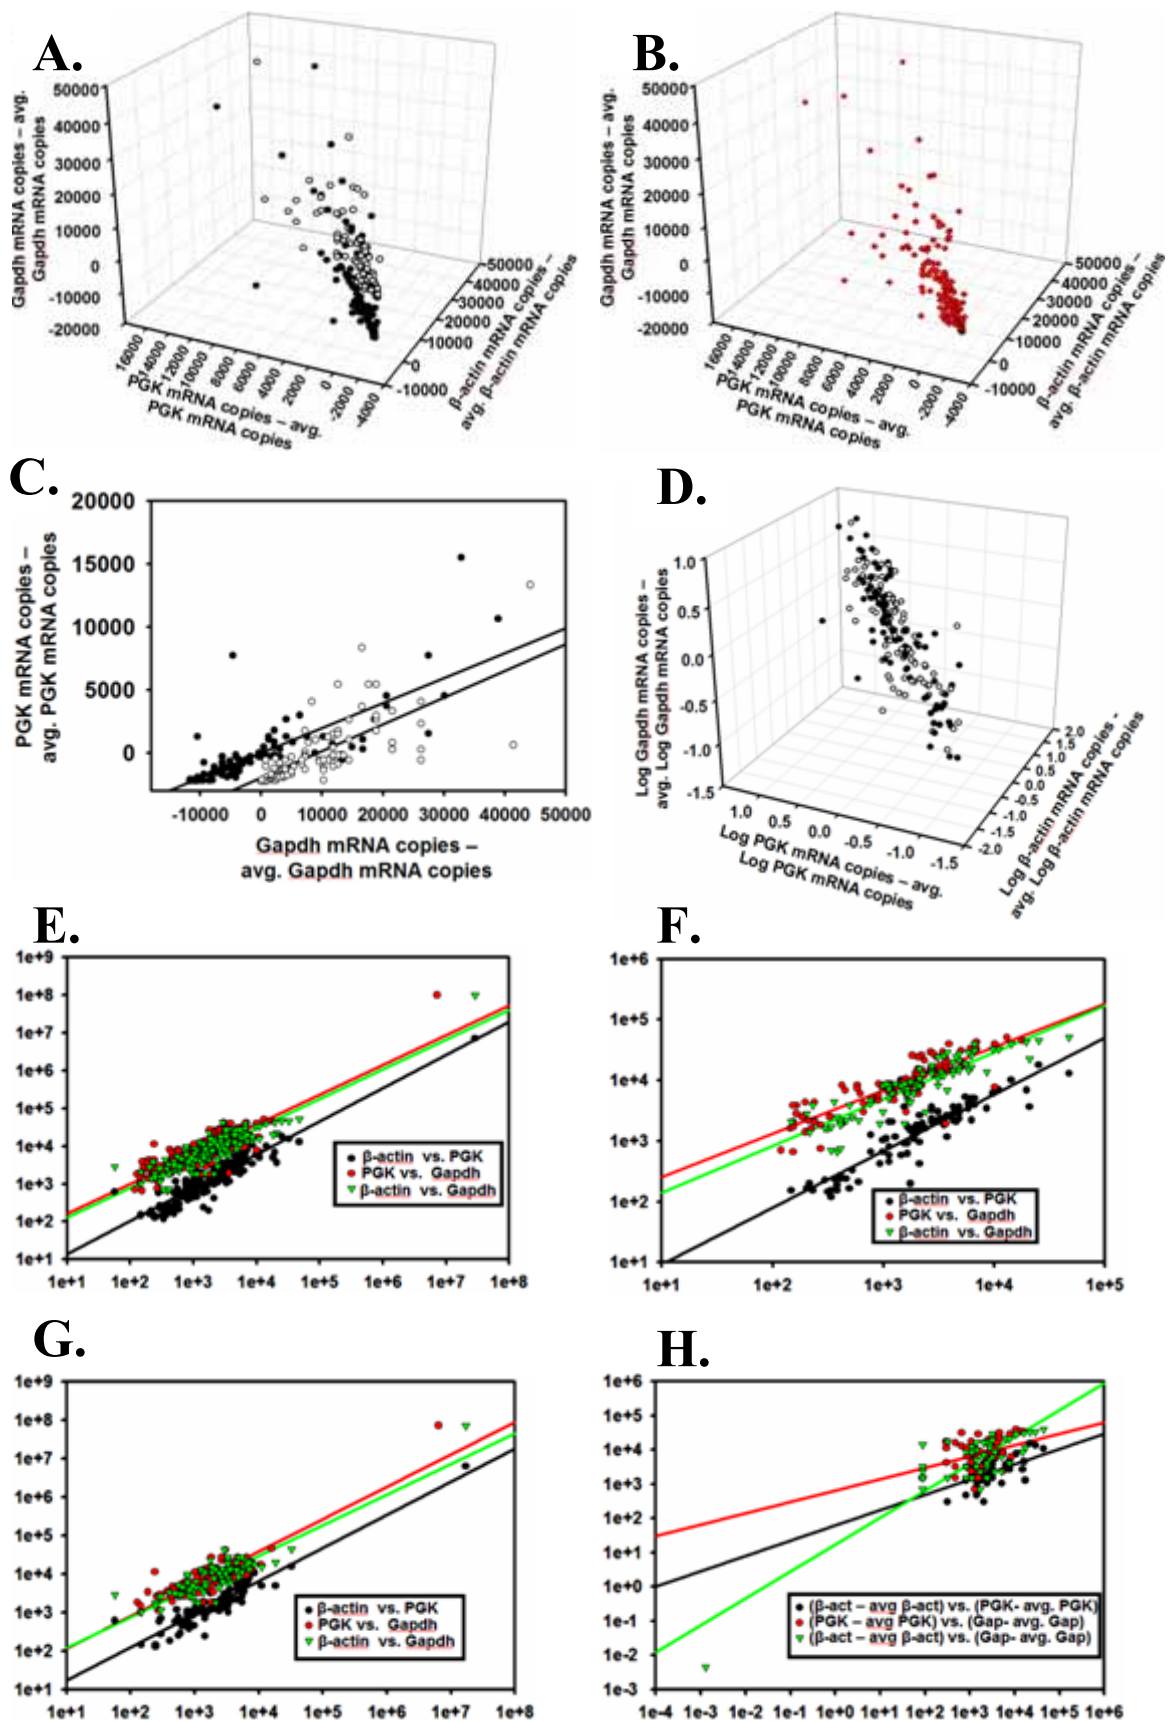 A.
Gapdh mRNA copies – avg.
Gapdh mRNA copies
50000
40000
30000
20000
10000
0
-10000
-20000
16000
14000
12000
10000
8000
6000
4000
2000
0
-2000
-4000
PGK mRNA copies – avg.
PGK mRNA copies
50000
40000
30000
20000
10000
0
-10000
β-actin mRNA copies –
avg. β-actin mRNA copies
B.
Gapdh mRNA copies – avg.
Gapdh mRNA copies
50000
40000
30000
20000
10000
0
-10000
-20000
16000
14000
12000
10000
8000
6000
4000
2000
0
-2000
-4000
PGK mRNA copies – avg.
PGK mRNA copies
50000
40000
30000
20000
10000
0
-10000
β-actin mRNA copies –
avg. β-actin mRNA copies
C.
PGK mRNA copies –
avg. PGK mRNA copies
20000
15000
10000
5000
0
-10000 0 10000 20000 30000 40000 50000
Gapdh mRNA copies –
avg. Gapdh mRNA copies
D.
Log Gapdh mRNA copies –
avg. Log Gapdh mRNA copies
1.0
0.5
0.0
-0.5
-1.0
-1.5
1.0 0.5 0.0 -0.5 -1.0 -1.5
Log PGK mRNA copies – avg.
Log PGK mRNA copies
2.0
1.5
1.0
0.5
0.0
-0.5
-1.0
-1.5
-2.0
Log β-actin mRNA copies -
avg. Log β-actin mRNA copies
E.
1e+9
1e+8
1e+7
1e+6
1e+5
1e+4
1e+3
1e+2
1e+1
β-actin vs. PGK
PGK vs. Gapdh
β-actin vs. Gapdh
1e+1 1e+2 1e+3 1e+4 1e+5 1e+6 1e+7 1e+8
F.
1e+6
1e+5
1e+4
1e+3
1e+2
1e+1
β-actin vs. PGK
PGK vs. Gapdh
β-actin vs. Gapdh
1e+1 1e+2 1e+3 1e+4 1e+5
G.
1e+9
1e+8
1e+7
1e+6
1e+5
1e+4
1e+3
1e+2
1e+1
β-actin vs. PGK
PGK vs. Gapdh
β-actin vs. Gapdh
1e+1 1e+2 1e+3 1e+4 1e+5 1e+6 1e+7 1e+8
H.
1e+6
1e+5
1e+4
1e+3
1e+2
1e+1
1e+0
1e-1
1e-2
1e-3
(β-act – avg β-act) vs. (PGK- avg. PGK)
(PGK – avg PGK) vs. (Gap- avg. Gap)
(β-act – avg β-act) vs. (Gap- avg. Gap)
1e-4 1e-3 1e-2 1e-1 1e+0 1e+1 1e+2 1e+3 1e+4 1e+5 1e+6